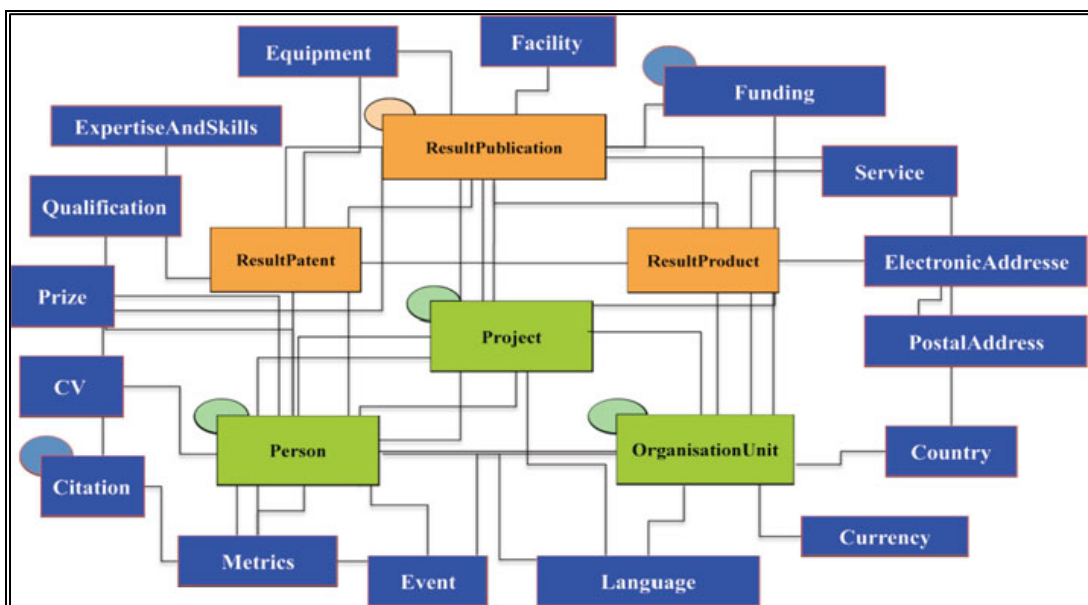 Equipment
Facility
Funding
ExpertiseAndSkills
ResultPublication
Service
Qualification
ResultPatent
ResultProduct
ElectronicAddresse
Prize
Project
PostalAddress
CV
Person
OrganisationUnit
Country
Citation
Currency
Metrics
Event
Language